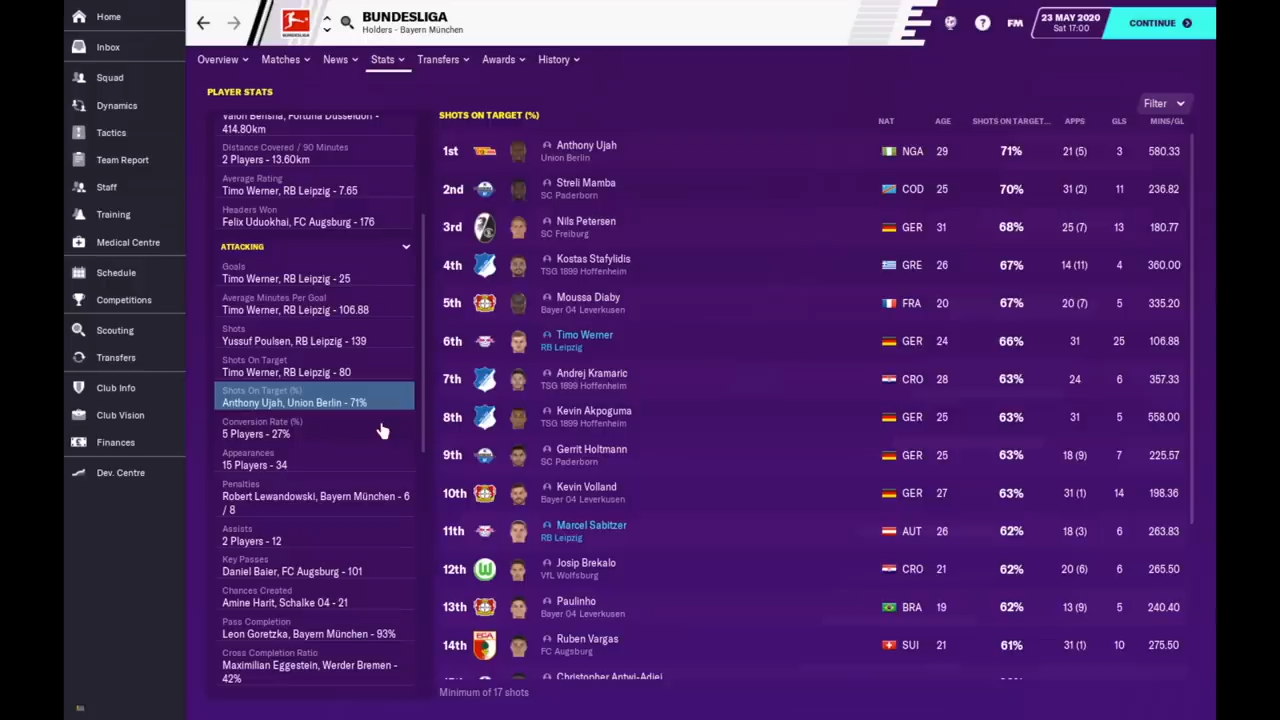 Home
Inbox
Squad
Dynamics
Tactics
Team Report
Staff
Training
Medical Centre
Schedule
Competitions
Scouting
Transfers
Club Info
Club Vision
Finances
Dev. Centre
BUNDESLIGA
Holders - Bayern München
? FM
23 MAY 2020
Sat 17:00
CONTINUE
Overview Matches News Stats Transfers Awards History
PLAYER STATS
Valon Berisha, Fortuna Düsseldorf -
414.80km
Distance Covered / 90 Minutes
2 Players - 13.60km
Average Rating
Timo Werner, RB Leipzig - 7.65
Headers Won
Felix Uduokhai, FC Augsburg - 176
ATTACKING
Goals
Timo Werner, RB Leipzig - 25
Average Minutes Per Goal
Timo Werner, RB Leipzig - 106.88
Shots
Yussuf Poulsen, RB Leipzig - 139
Shots On Target
Timo Werner, RB Leipzig - 80
Shots On Target (%)
Anthony Ujah, Union Berlin - 71%
Conversion Rate (%)
5 Players - 27%
Appearances
15 Players - 34
Penalties
Robert Lewandowski, Bayern München - 6
/ 8
Assists
2 Players - 12
Key Passes
Daniel Baier, FC Augsburg - 101
Chances Created
Amine Harit, Schalke 04 - 21
Pass Completion
Leon Goretzka, Bayern München - 93%
Cross Completion Ratio
Maximilian Eggestein, Werder Bremen -
42%
Filter
SHOTS ON TARGET (%)
NAT AGE SHOTS ON TARGET... APPS GLS MINS/GL
1st Anthony Ujah NGA 29 71% 21 (5) 3 580.33
Union Berlin
2nd Streli Mamba COD 25 70% 31 (2) 11 236.82
SC Paderborn
3rd Nils Petersen GER 31 68% 25 (7) 13 180.77
SC Freiburg
4th Kostas Stafylidis GRE 26 67% 14 (11) 4 360.00
TSG 1899 Hoffenheim
5th Moussa Diaby FRA 20 67% 20 (7) 5 335.20
Bayer 04 Leverkusen
6th Timo Werner GER 24 66% 31 25 106.88
RB Leipzig
7th Andrej Kramaric CRO 28 63% 24 6 357.33
TSG 1899 Hoffenheim
8th Kevin Akpoguma GER 25 63% 31 5 558.00
TSG 1899 Hoffenheim
9th Gerrit Holtmann GER 25 63% 18 (9) 7 225.57
SC Paderborn
10th Kevin Volland GER 27 63% 31 (1) 14 198.36
Bayer 04 Leverkusen
11th Marcel Sabitzer AUT 26 62% 18 (3) 6 263.83
RB Leipzig
12th Josip Brekalo CRO 21 62% 20 (6) 6 265.50
VfL Wolfsburg
13th Paulinho BRA 19 62% 13 (9) 5 240.40
Bayer 04 Leverkusen
14th Ruben Vargas SUI 21 61% 31 (1) 10 275.50
FC Augsburg
Christopher Antwi-Adjei
Minimum of 17 shots